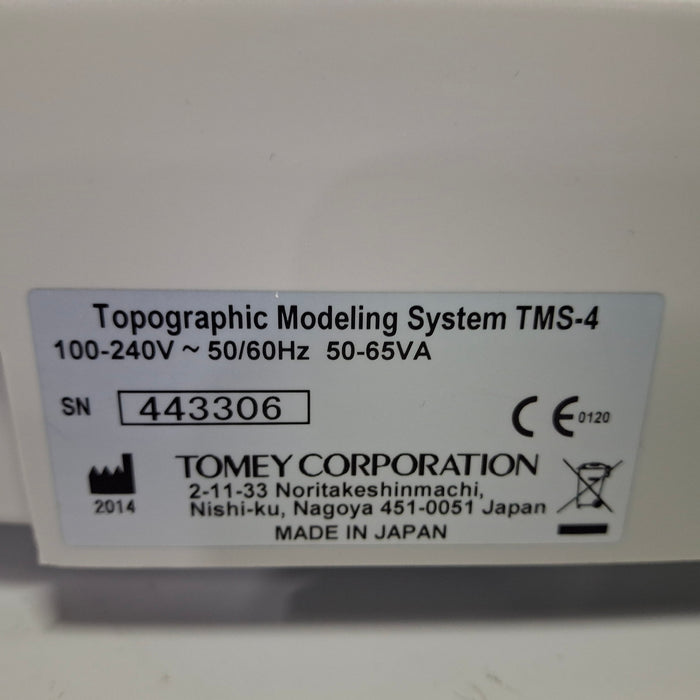 Topographic Modeling System TMS-4
100-240V ~ 50/60Hz 50-65VA
SN 443306
CE 0120
TOMEY CORPORATION
2014
2-11-33 Noritakeshinmachi,
Nishi-ku, Nagoya 451-0051 Japan
MADE IN JAPAN